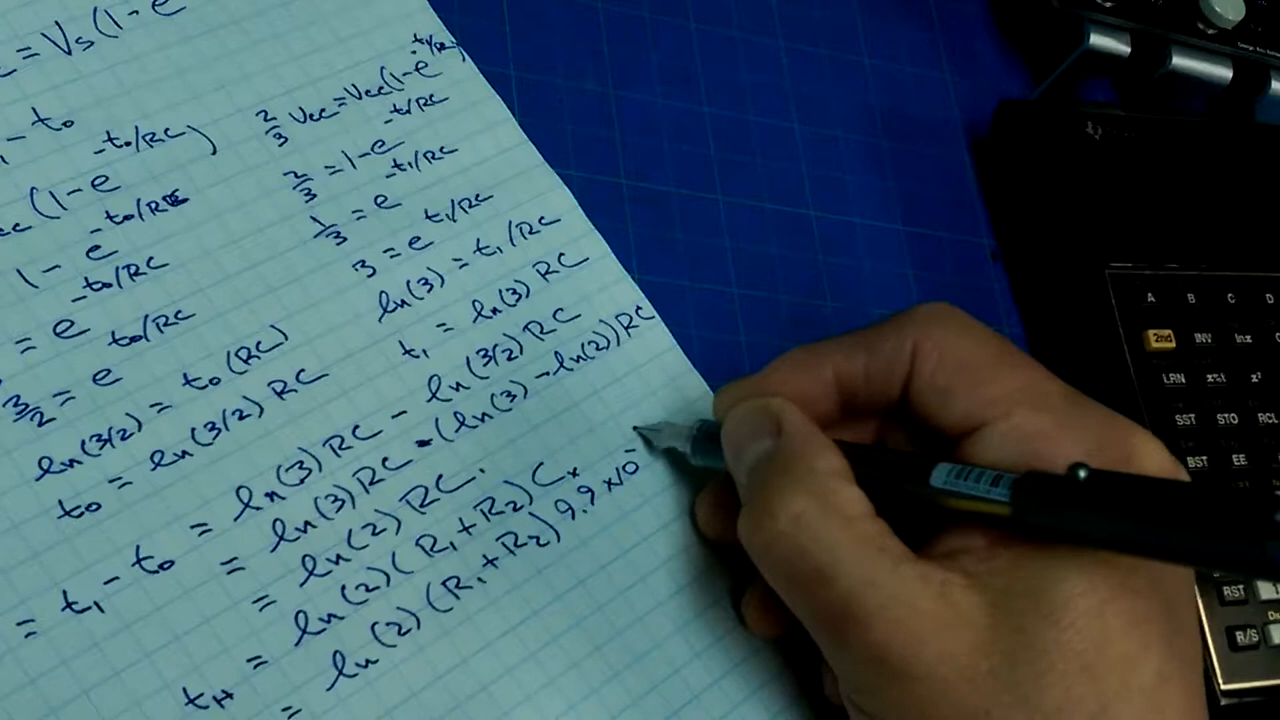 = Vs(1-e
- t₀
-t₀/RC)
cc (1-e
-t₀/RC
1 - e
-t₀/RC
= e
t₀/RC
3/2 = e
ln(3/2) = t₀(RC)
t₀ = ln(3/2) RC
2/3 Vcc = Vcc(1-e
-t₁/RC
2/3 = 1-e
-t₁/RC
1/3 = e
t₁/RC
3 = e
ln(3) = t₁/RC
t₁ = ln(3) RC
= t₁ - t₀ = ln(3) RC - ln(3/2) RC
= ln(3) RC - (ln(3) - ln(2)) RC
= ln(2) RC.
tH = ln(2)(R₁+R₂)Cx
= ln(2)(R₁+R₂) 9.9 x10
A B C D
2nd INV lnx
LRN x≷t x²
SST STO RCL
BST EE
RST
R/S